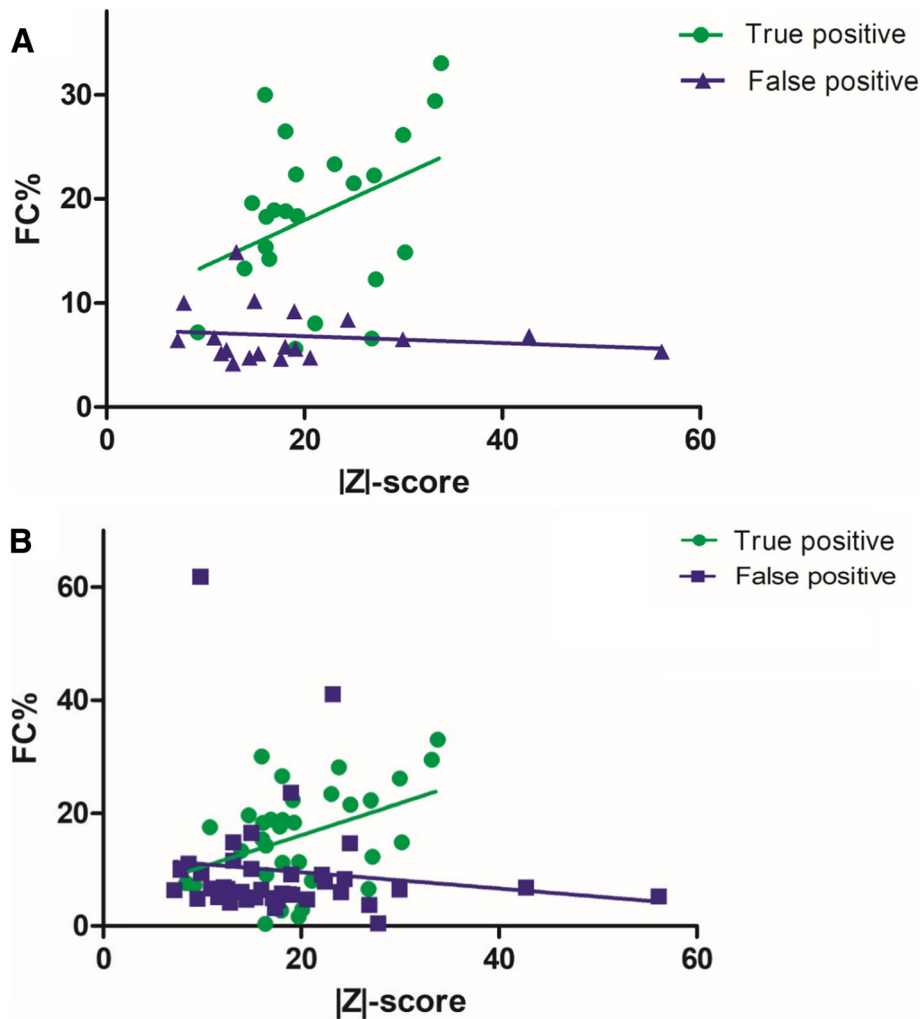 A
True positive
False positive
30
20
10
0
FC%
0 20 40 60
|Z|-score
B
True positive
False positive
60
40
20
0
FC%
0 20 40 60
|Z|-score